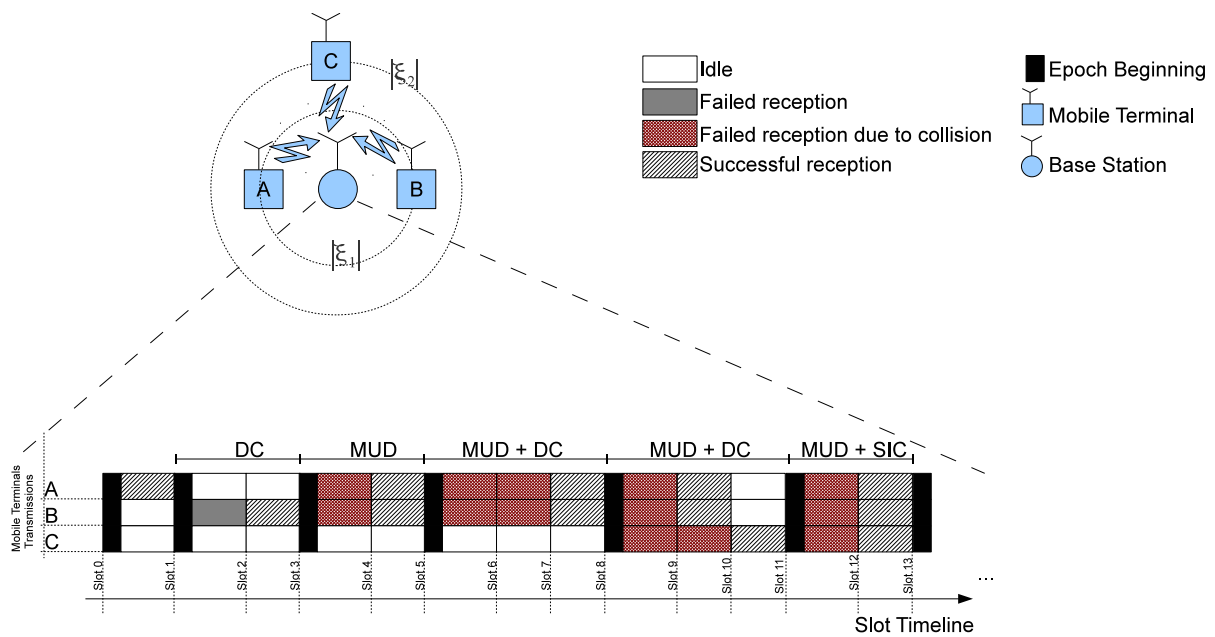 C
|ξ2|
A
B
|ξ1|
Idle
Failed reception
Failed reception due to collision
Successful reception
Epoch Beginning
Mobile Terminal
Base Station
DC
MUD
MUD + DC
MUD + DC
MUD + SIC
Mobile Terminals
Transmissions
A
B
C
Slot 0
Slot 1
Slot 2
Slot 3
Slot 4
Slot 5
Slot 6
Slot 7
Slot 8
Slot 9
Slot 10
Slot 11
Slot 12
Slot 13
...
Slot Timeline